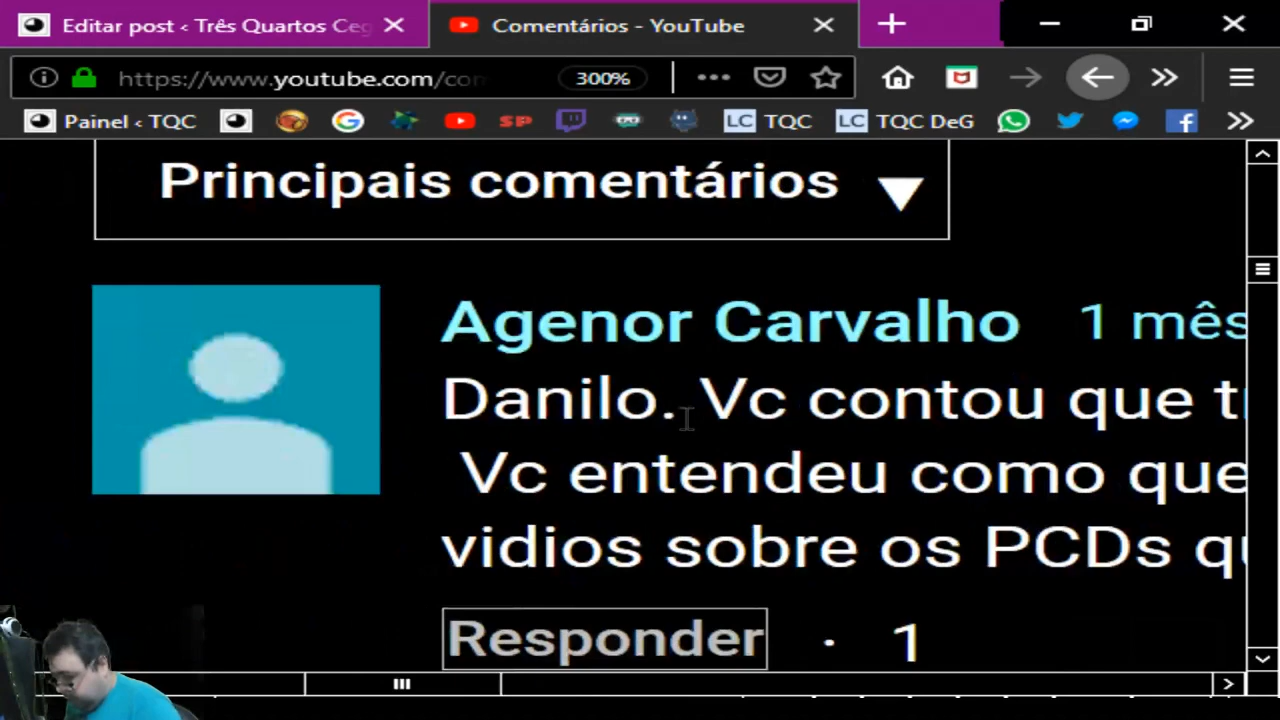 Editar post ‹ Três Quartos Ceg
Comentários - YouTube
https://www.youtube.com/con
300%
Painel ‹ TQC
SP
LC TQC
LC TQC DeG
Principais comentários
Agenor Carvalho 1 mês
Danilo. Vc contou que
Vc entendeu como que
vidios sobre os PCDs
Responder · 1